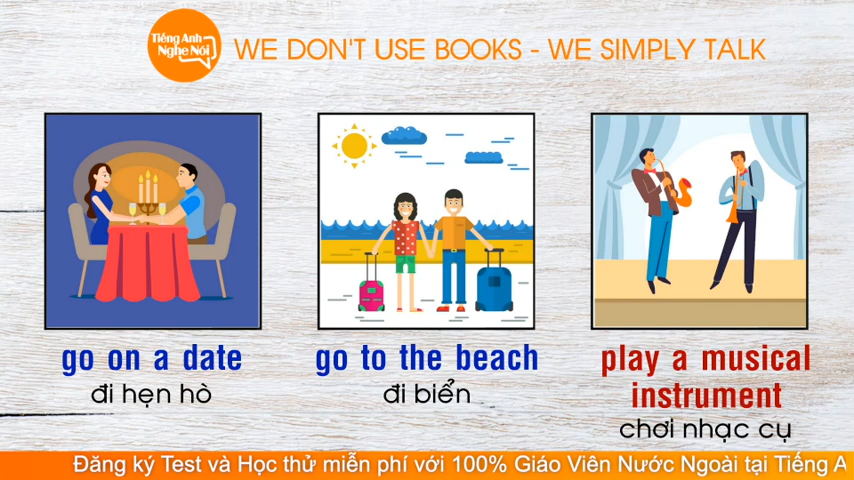 Tiếng Anh
Nghe Nói
WE DON'T USE BOOKS - WE SIMPLY TALK
go on a date
đi hẹn hò
go to the beach
đi biển
play a musical
instrument
chơi nhạc cụ
Đăng ký Test và Học thử miễn phí với 100% Giáo Viên Nước Ngoài tại Tiếng A